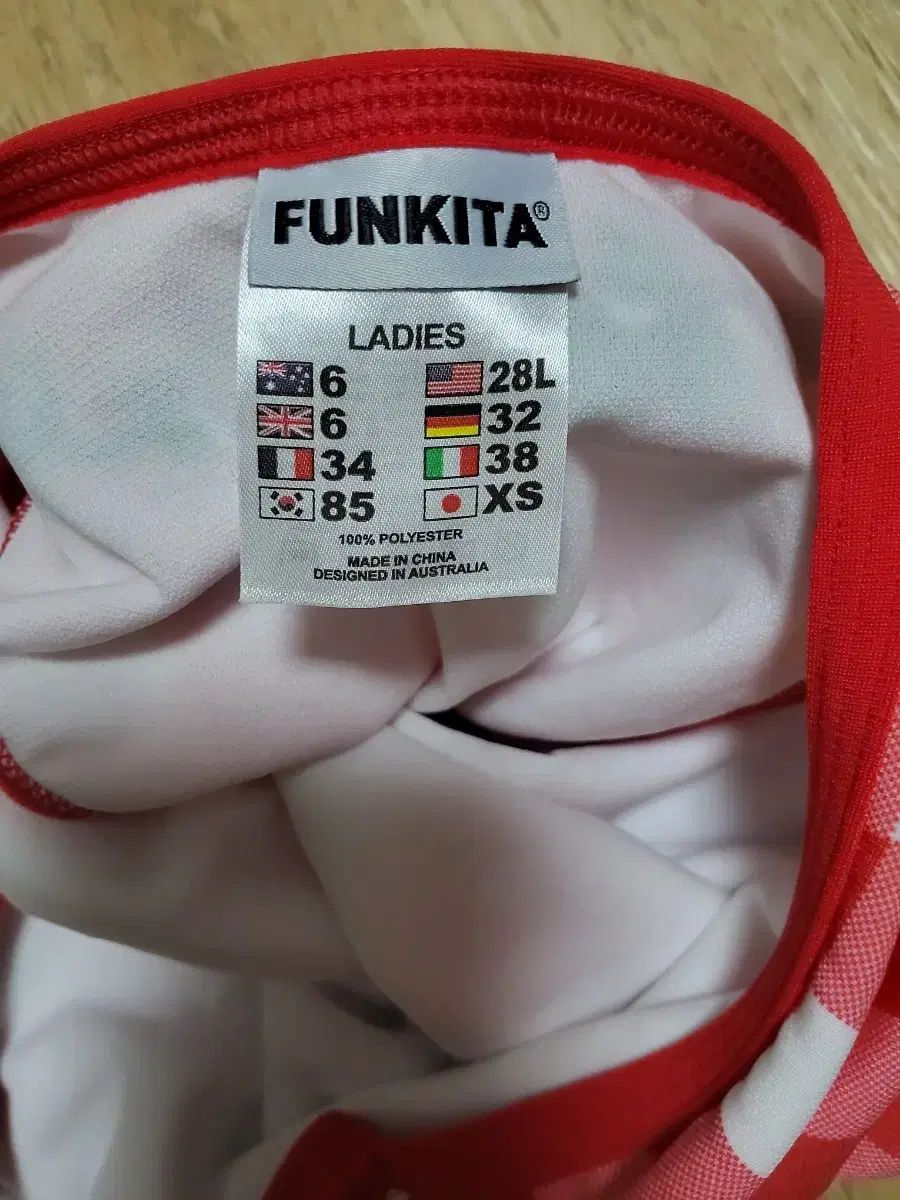 FUNKITA®
LADIES
6 28L
6 32
34 38
85 XS
100% POLYESTER
MADE IN CHINA
DESIGNED IN AUSTRALIA